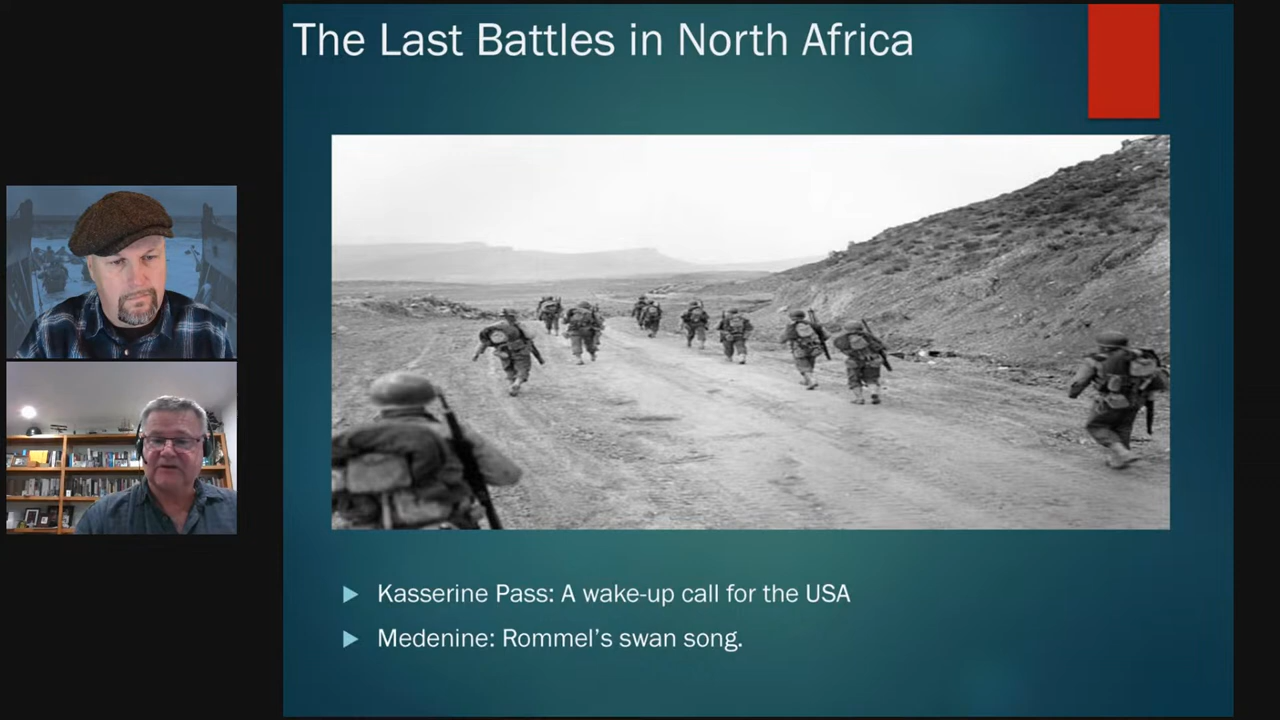 The Last Battles in North Africa
Kasserine Pass: A wake-up call for the USA
Medenine: Rommel's swan song.